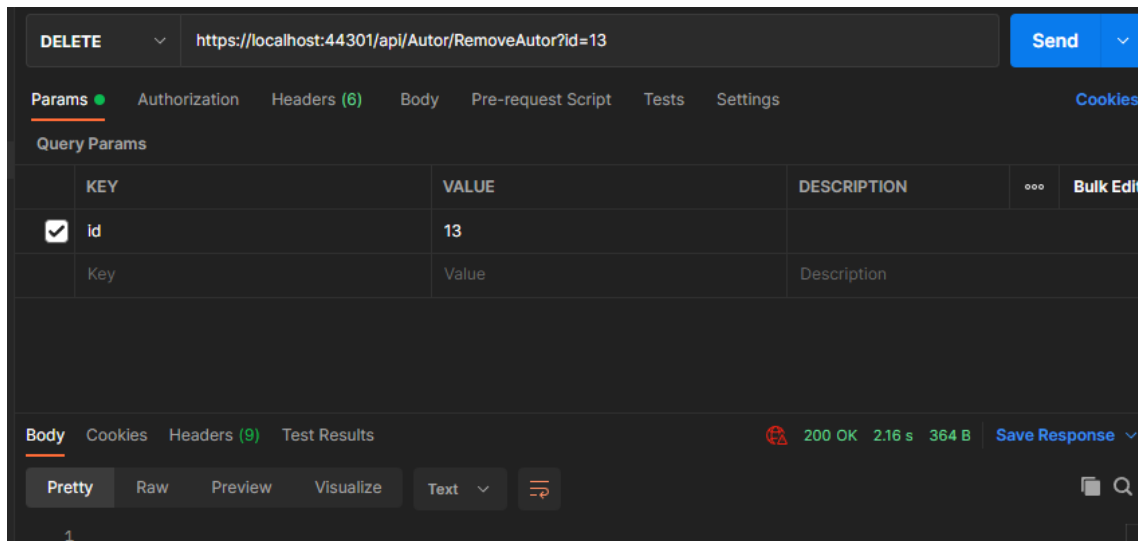 DELETE https://localhost:44301/api/Autor/RemoveAutor?id=13 Send
Params Authorization Headers (6) Body Pre-request Script Tests Settings Cookies
Query Params
KEY VALUE DESCRIPTION ooo Bulk Edit
id 13
Key Value Description
Body Cookies Headers (9) Test Results 200 OK 2.16 s 364 B Save Response
Pretty Raw Preview Visualize Text
1